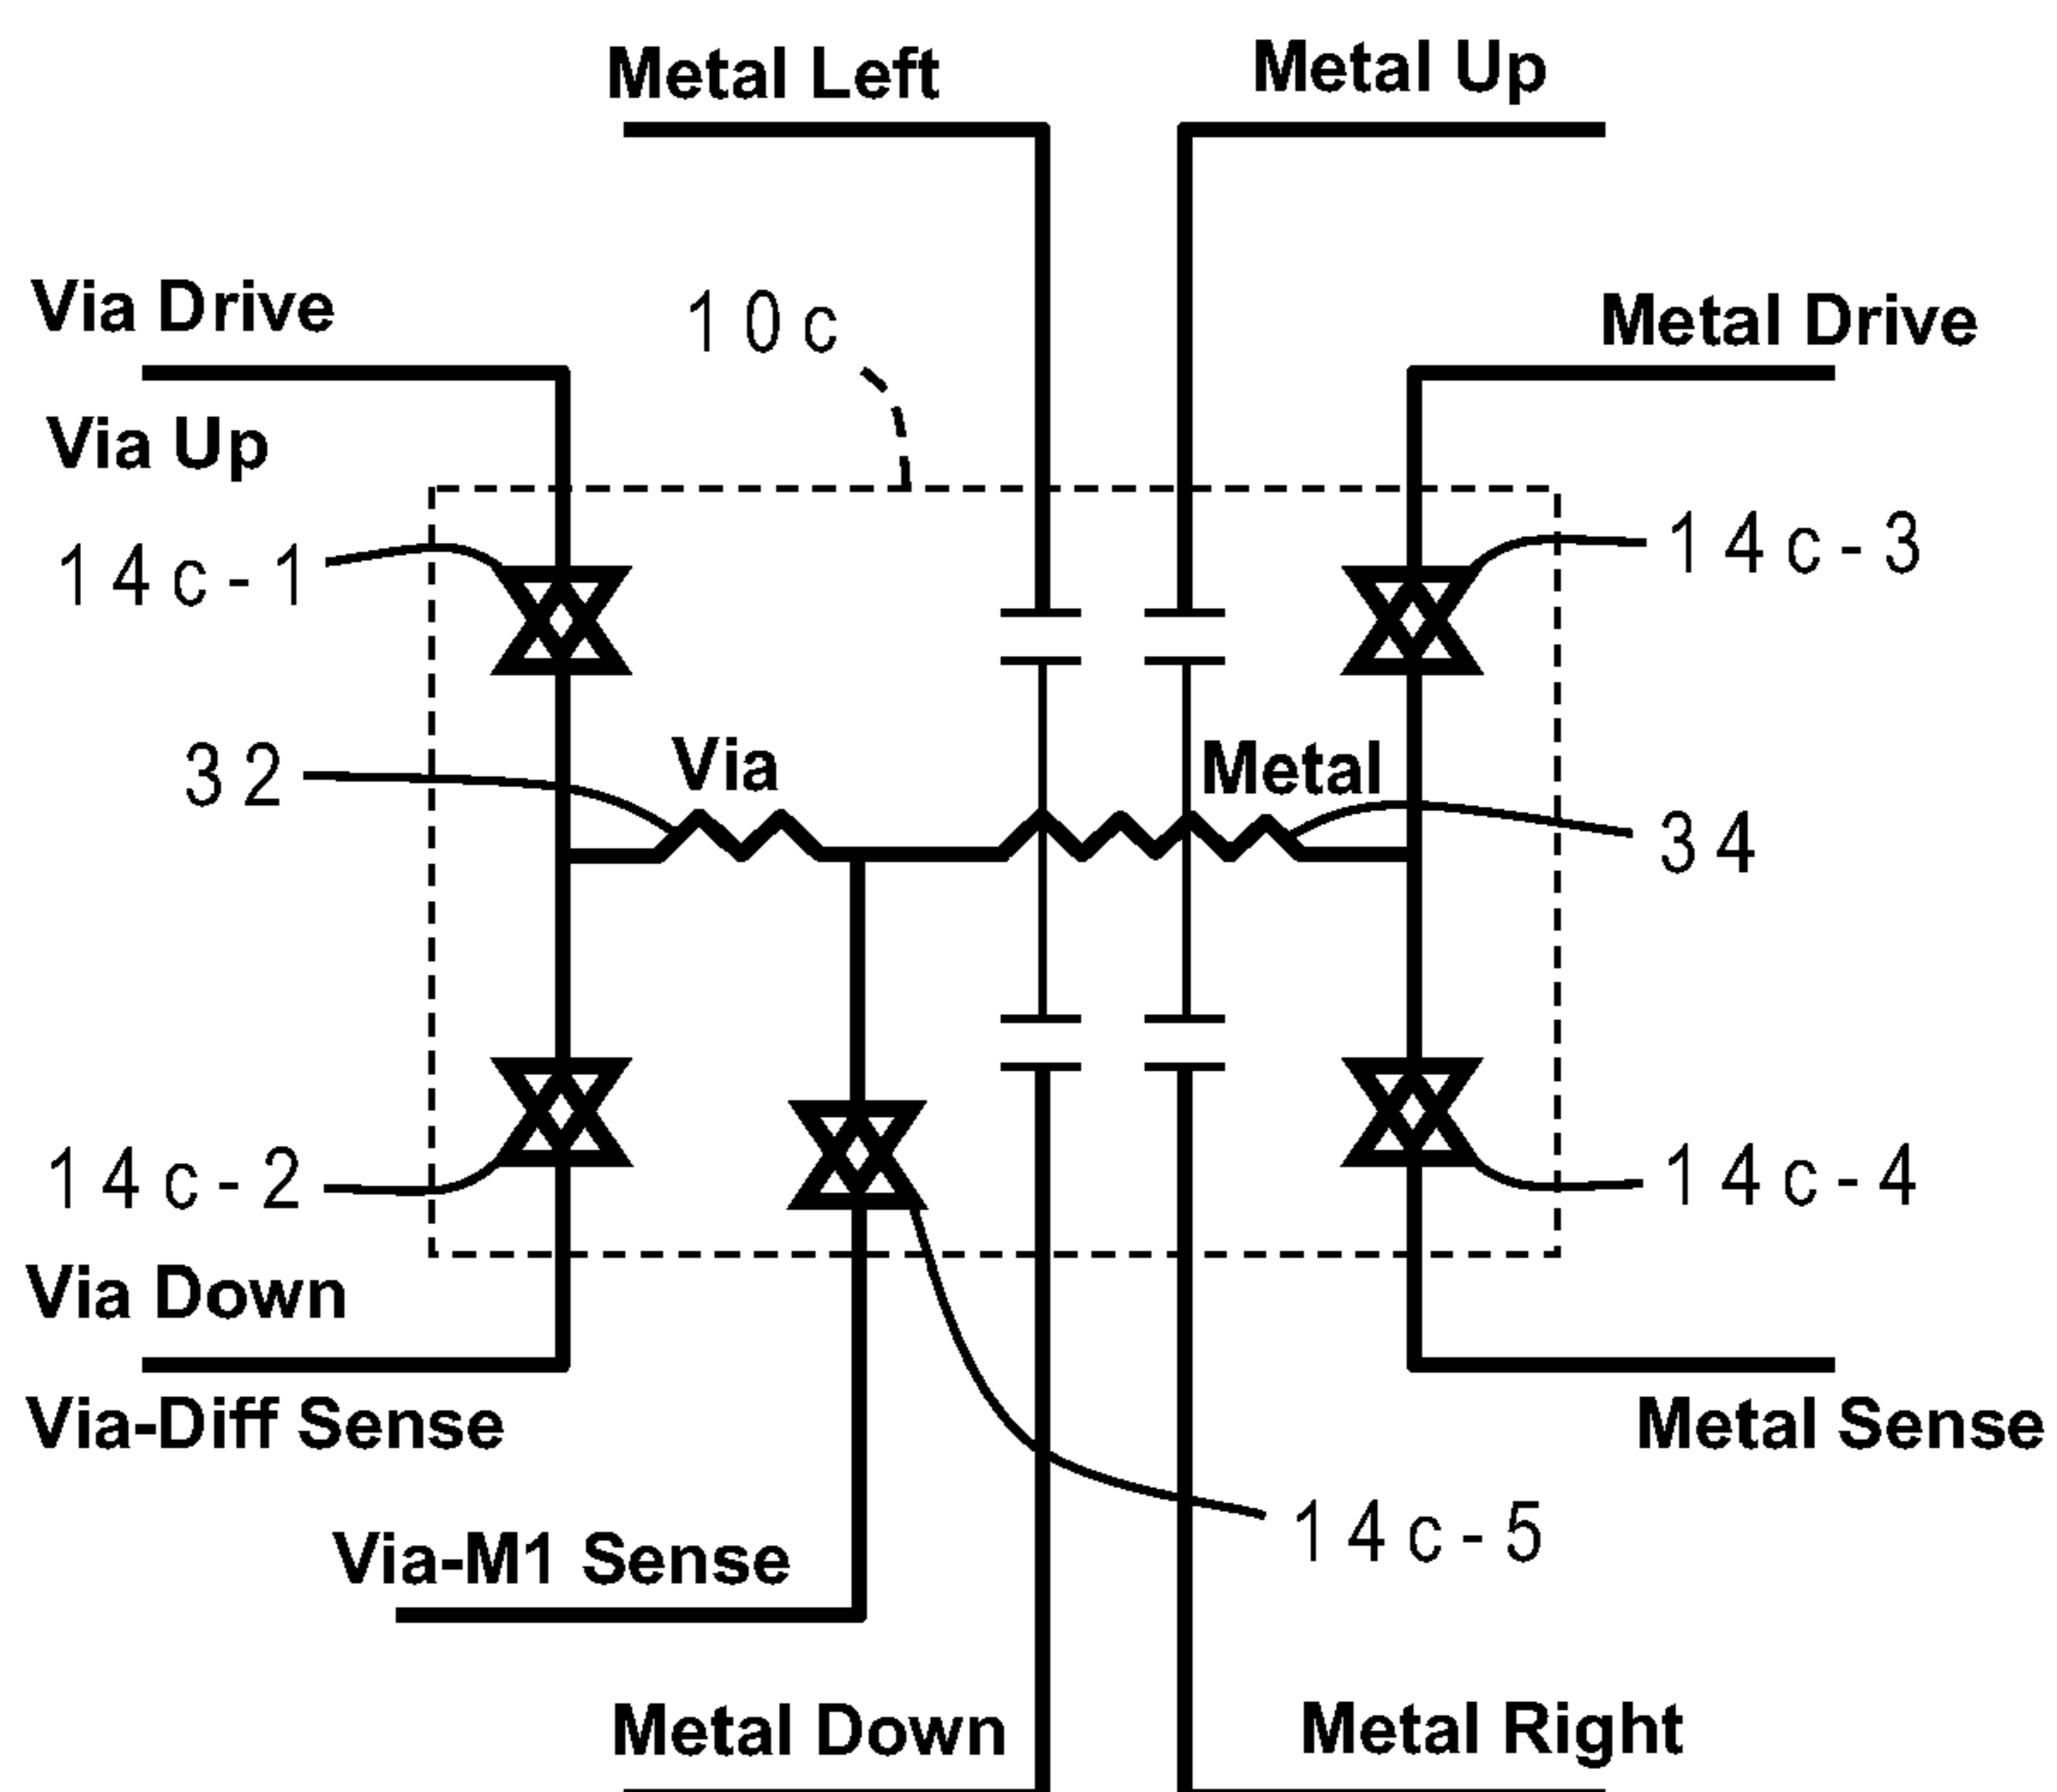 Metal Left
Metal Up
Via Drive
10c
Metal Drive
Via Up
14c-1
14c-3
32
Via
Metal
34
14c-2
14c-4
Via Down
Via-Diff Sense
Metal Sense
Via-M1 Sense
14c-5
Metal Down
Metal Right